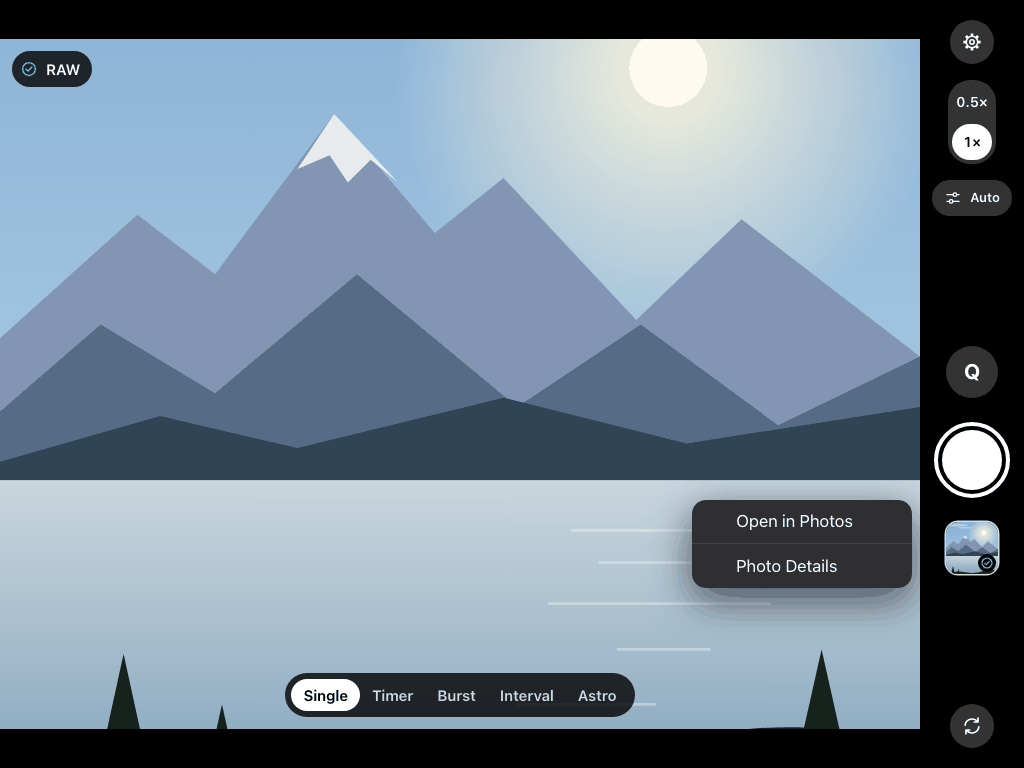 RAW
0.5×
1×
Auto
Q
Open in Photos
Photo Details
Single Timer Burst Interval Astro